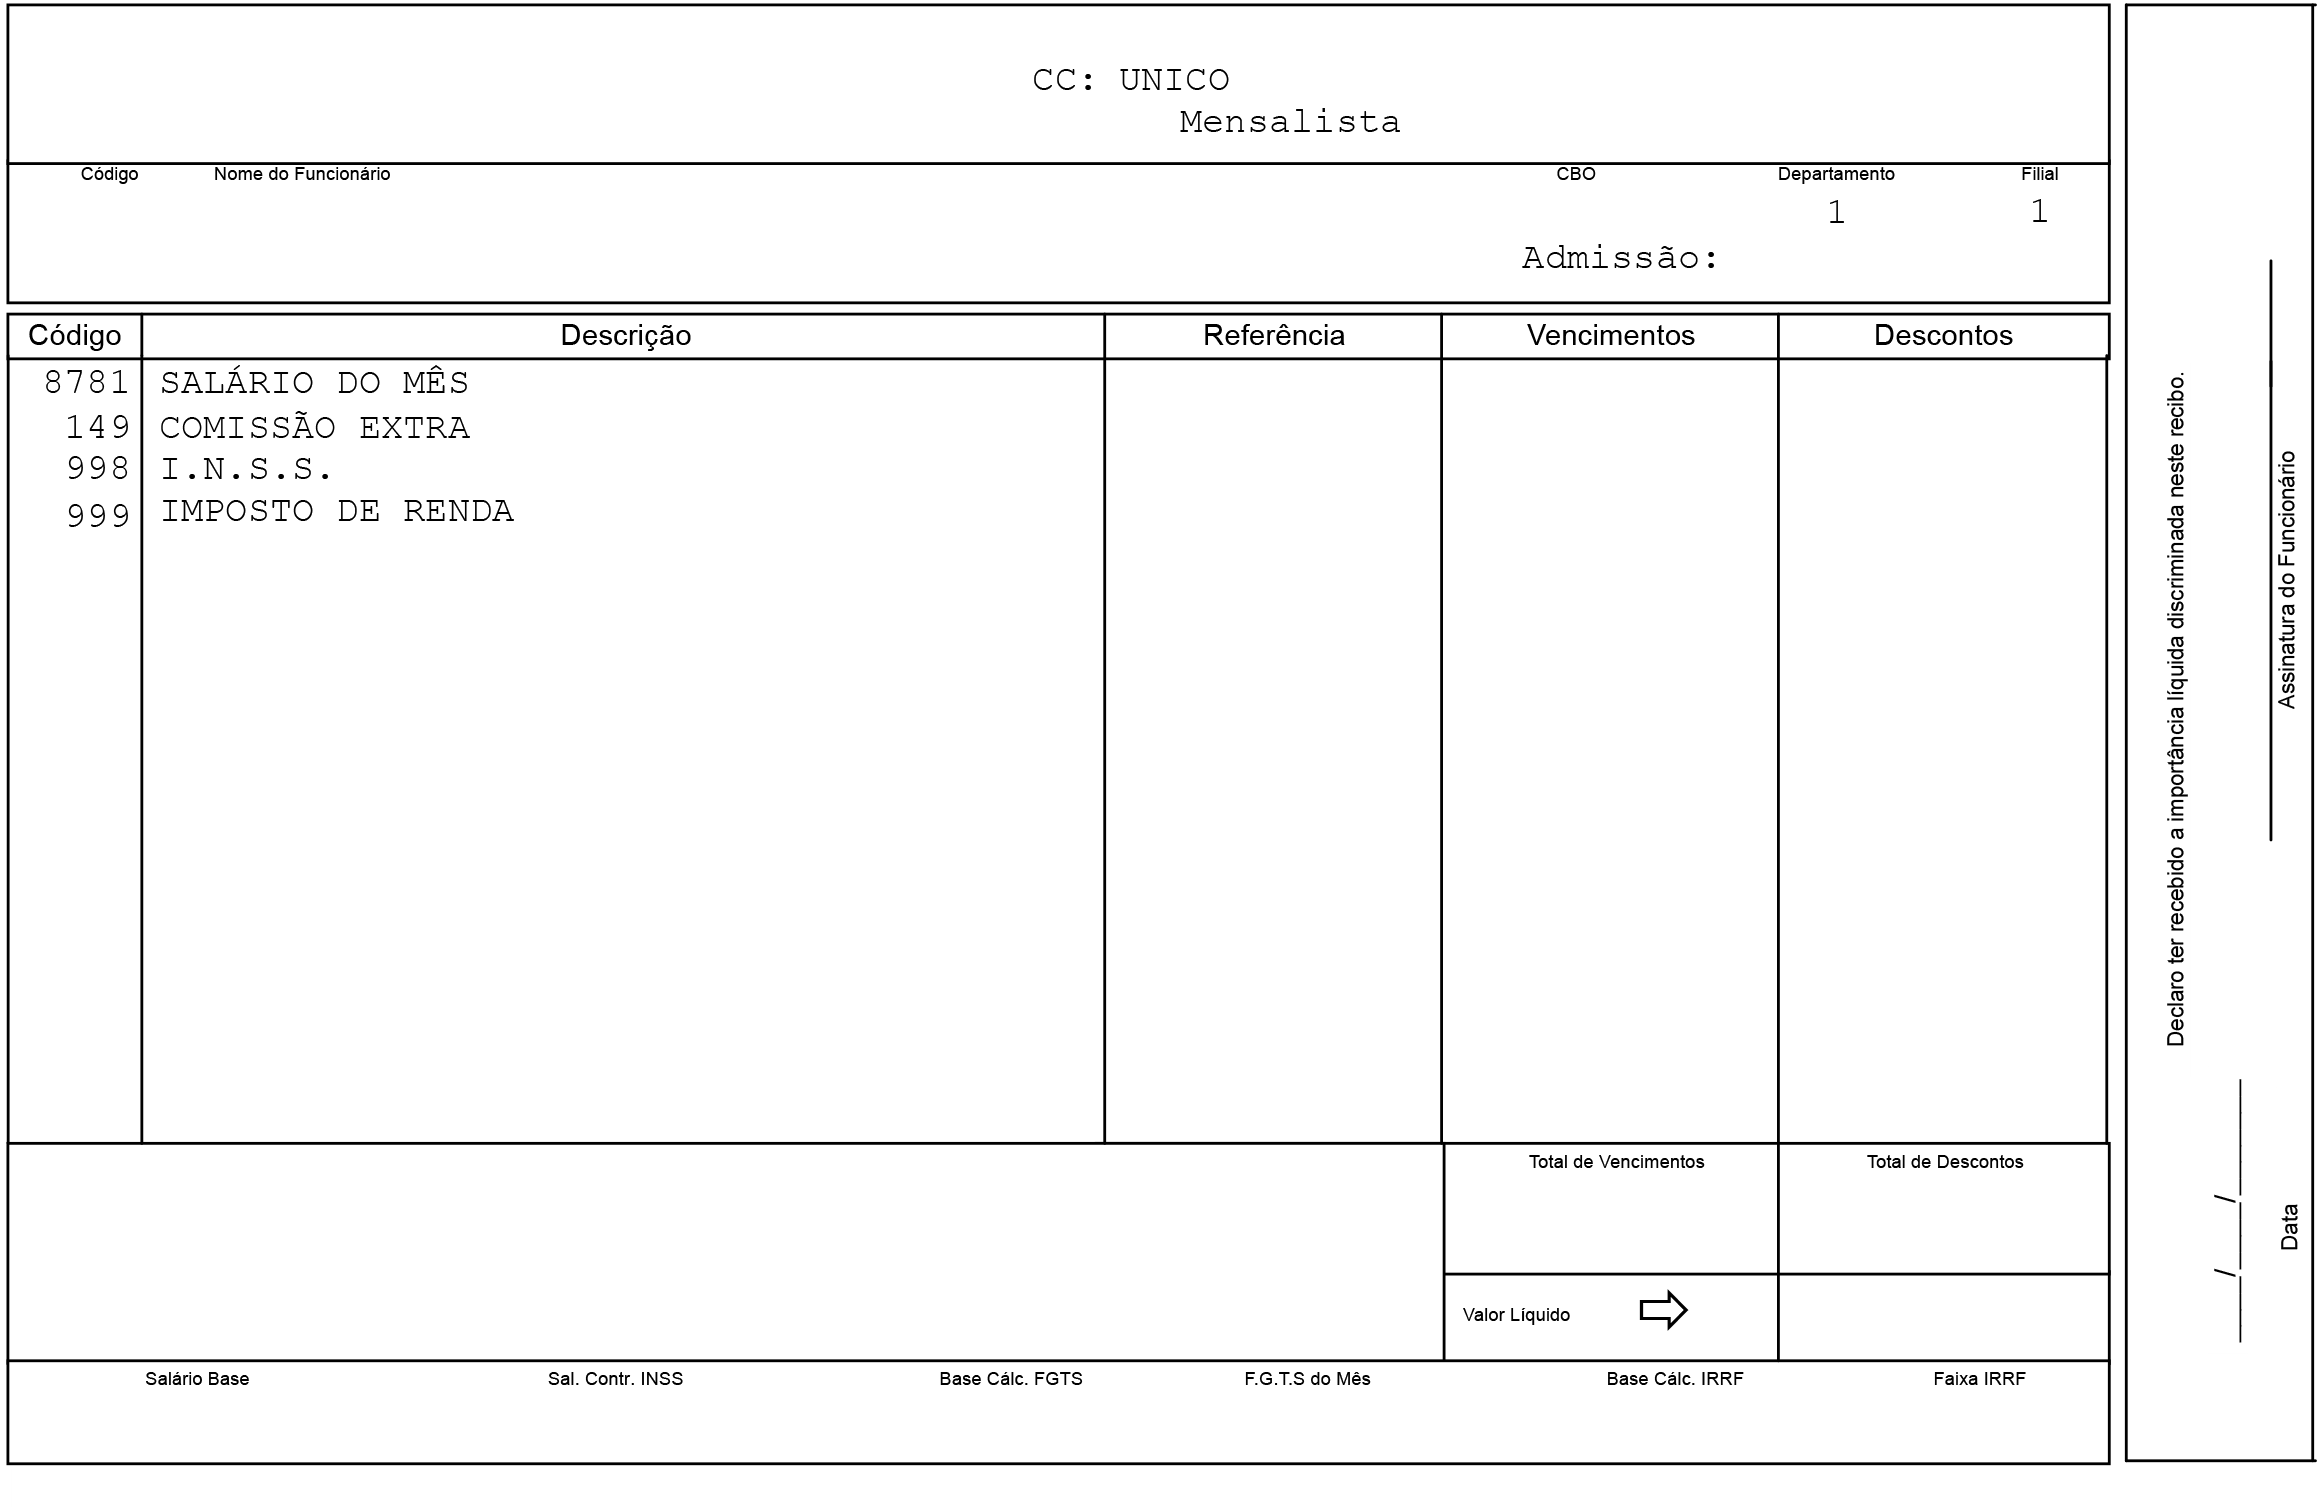 CC: UNICO
Mensalista
Código Nome do Funcionário CBO Departamento Filial
1 1
Admissão:
Código Descrição Referência Vencimentos Descontos
8781 SALÁRIO DO MÊS
149 COMISSÃO EXTRA
998 I.N.S.S.
999 IMPOSTO DE RENDA
Total de Vencimentos Total de Descontos
Valor Líquido
Salário Base Sal. Contr. INSS Base Cálc. FGTS F.G.T.S do Mês Base Cálc. IRRF Faixa IRRF
Declaro ter recebido a importância líquida discriminada neste recibo.
___/___/_____
Data
Assinatura do Funcionário